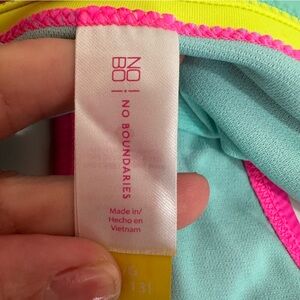 NO
BO
NO BOUNDARIES
Made in/
Hecho en
Vietnam